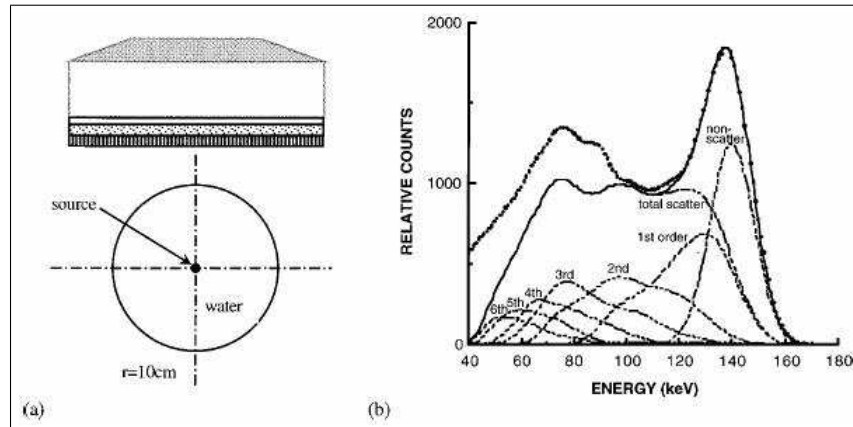 source
water
r=10cm
(a)
RELATIVE COUNTS
2000
1000
0
non-
scatter
total scatter
1st order
2nd
3rd
4th
5th
6th
40 60 80 100 120 140 160 180
ENERGY (keV)
(b)